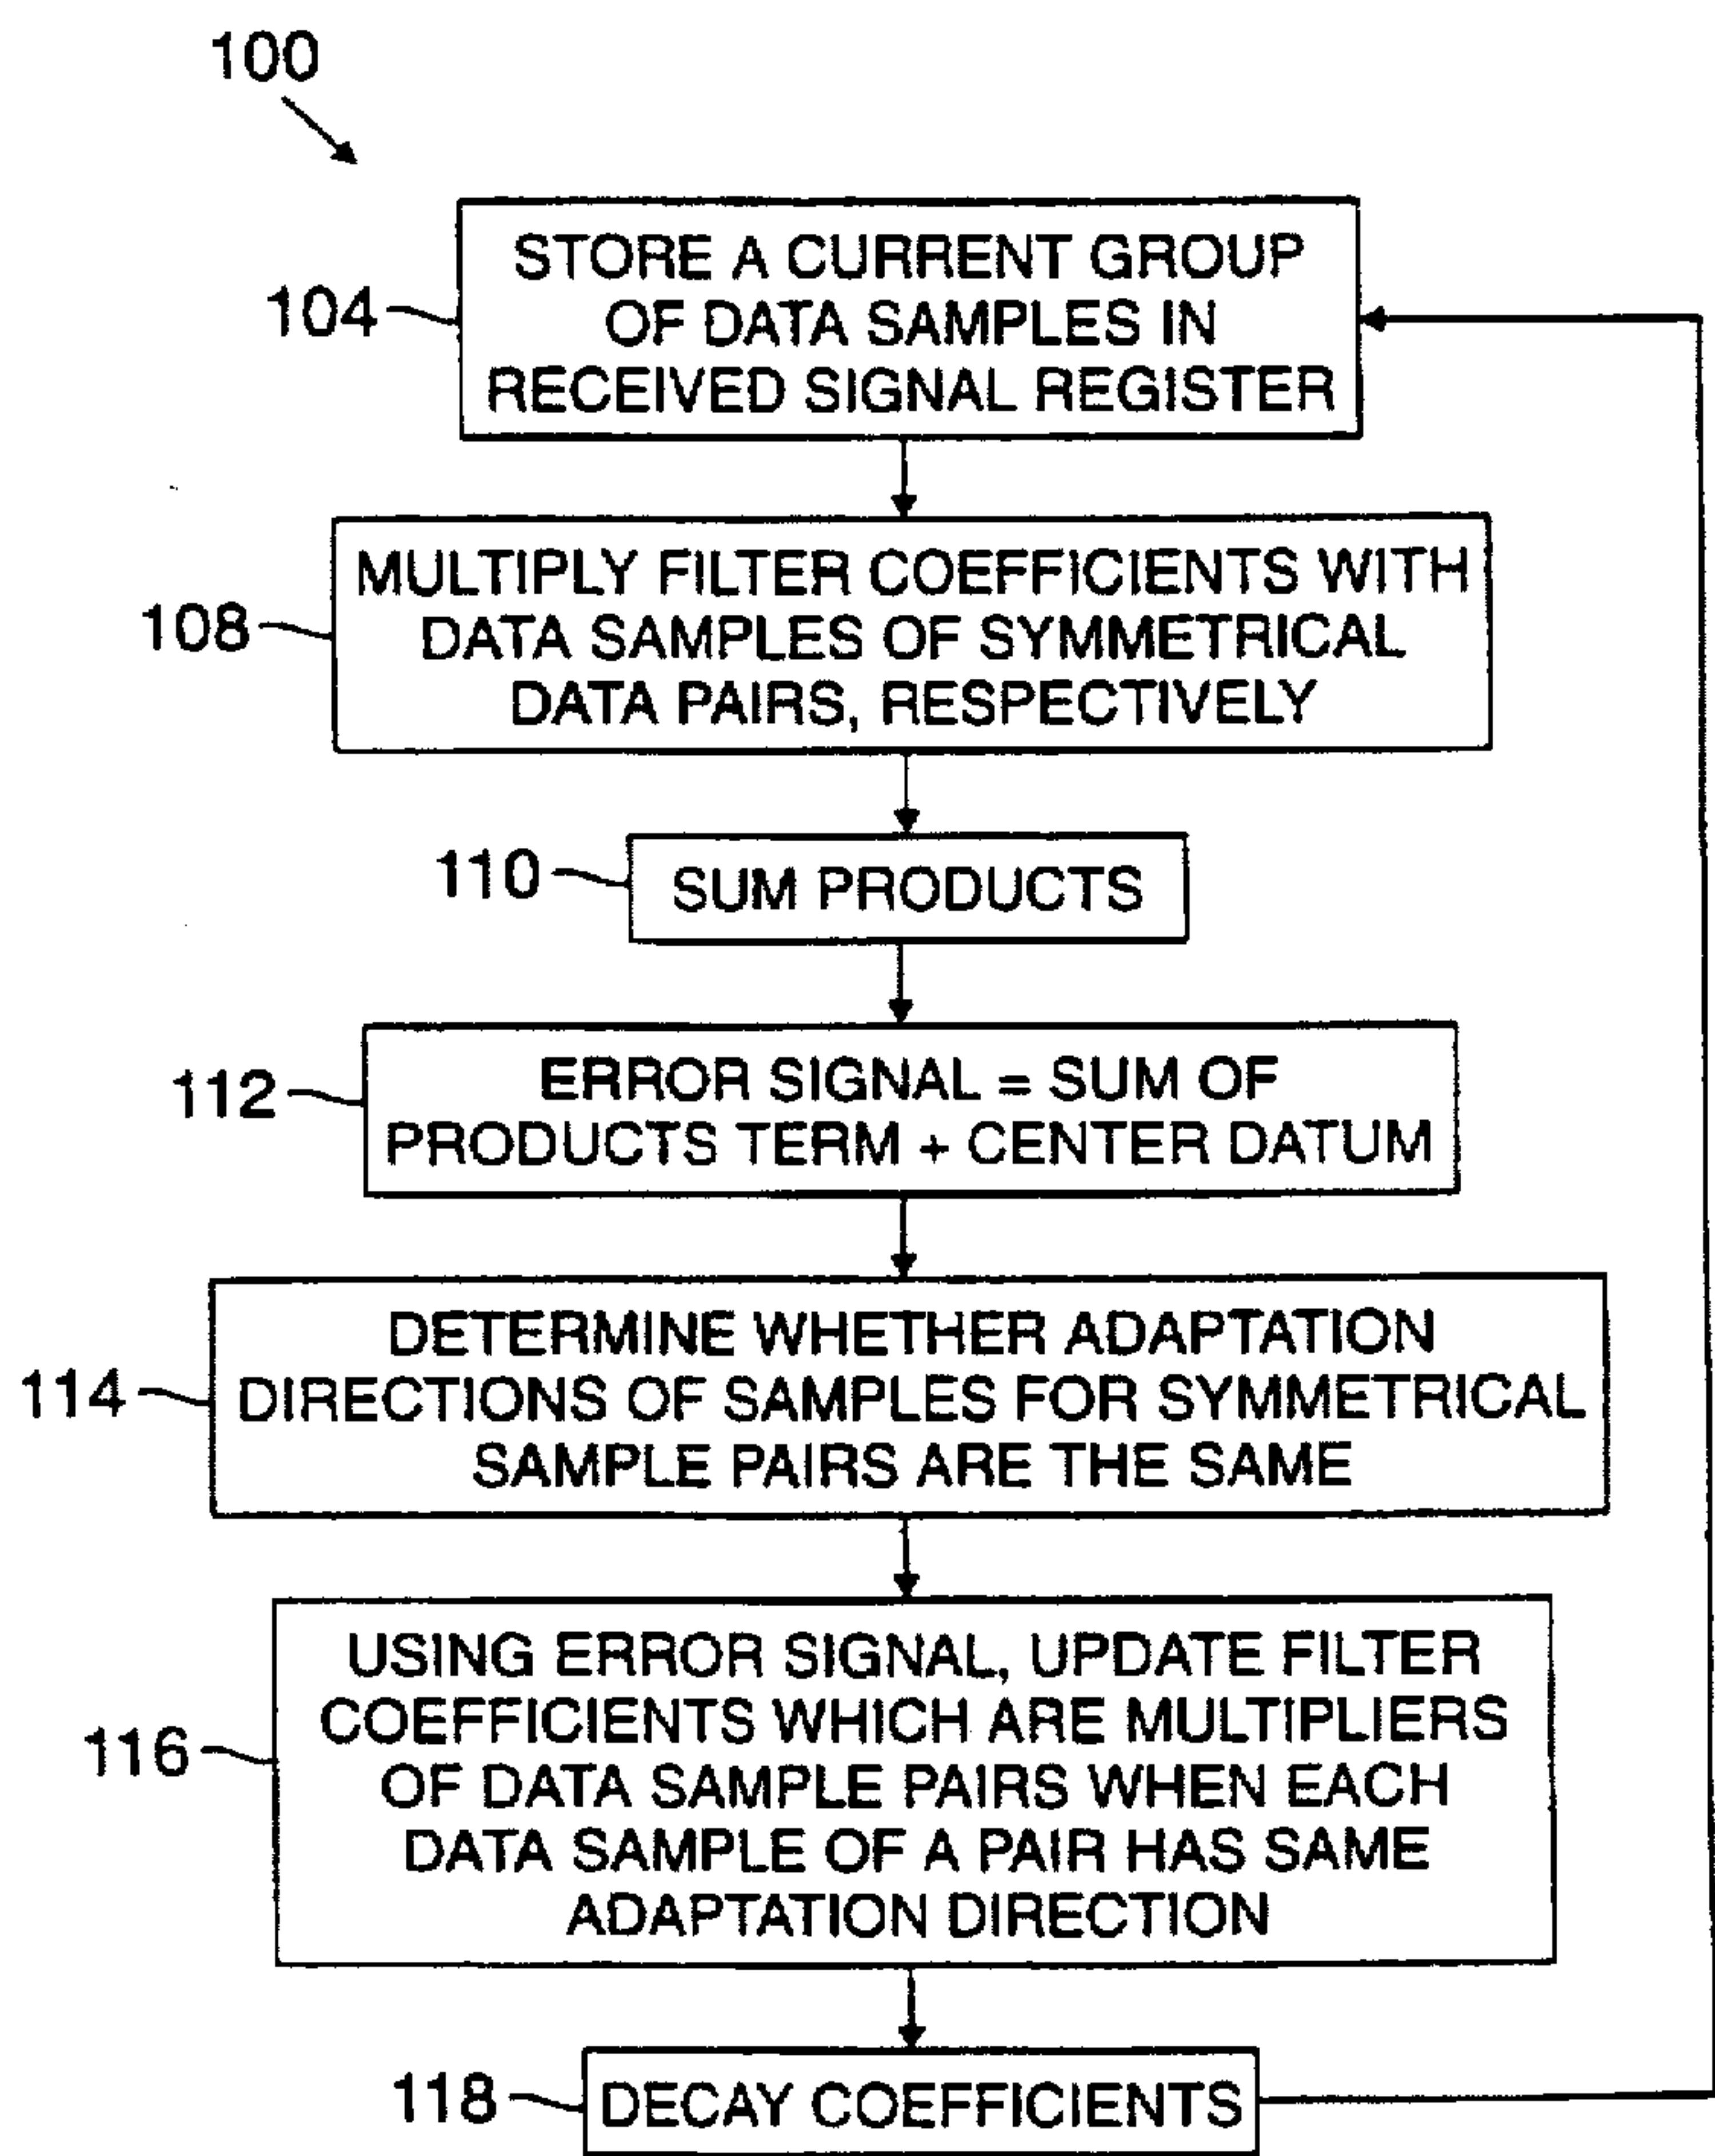 100
104
STORE A CURRENT GROUP
OF DATA SAMPLES IN
RECEIVED SIGNAL REGISTER
108
MULTIPLY FILTER COEFFICIENTS WITH
DATA SAMPLES OF SYMMETRICAL
DATA PAIRS, RESPECTIVELY
110
SUM PRODUCTS
112
ERROR SIGNAL = SUM OF
PRODUCTS TERM + CENTER DATUM
114
DETERMINE WHETHER ADAPTATION
DIRECTIONS OF SAMPLES FOR SYMMETRICAL
SAMPLE PAIRS ARE THE SAME
116
USING ERROR SIGNAL, UPDATE FILTER
COEFFICIENTS WHICH ARE MULTIPLIERS
OF DATA SAMPLE PAIRS WHEN EACH
DATA SAMPLE OF A PAIR HAS SAME
ADAPTATION DIRECTION
118
DECAY COEFFICIENTS